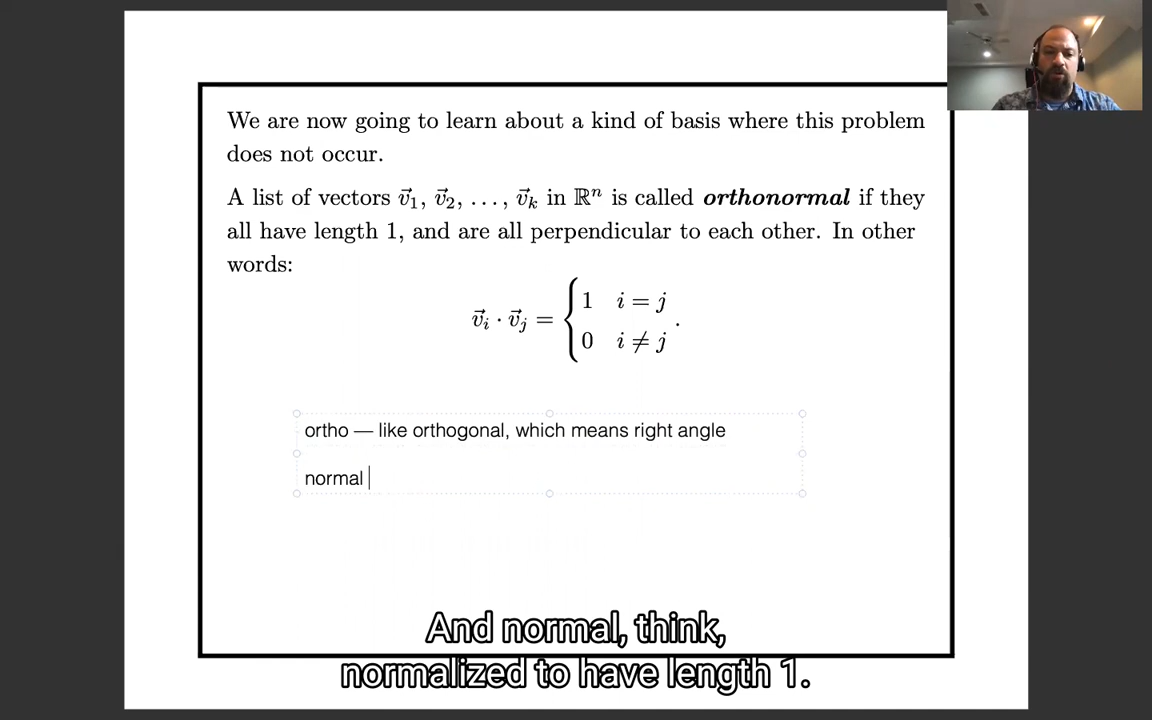 We are now going to learn about a kind of basis where this problem
does not occur.
A list of vectors v⃗₁, v⃗₂, …, v⃗ₖ in ℝⁿ is called orthonormal if they
all have length 1, and are all perpendicular to each other. In other
words:
v⃗ᵢ · v⃗ⱼ = { 1 i = j
0 i ≠ j .
ortho — like orthogonal, which means right angle
normal
And normal, think,
normalized to have length 1.